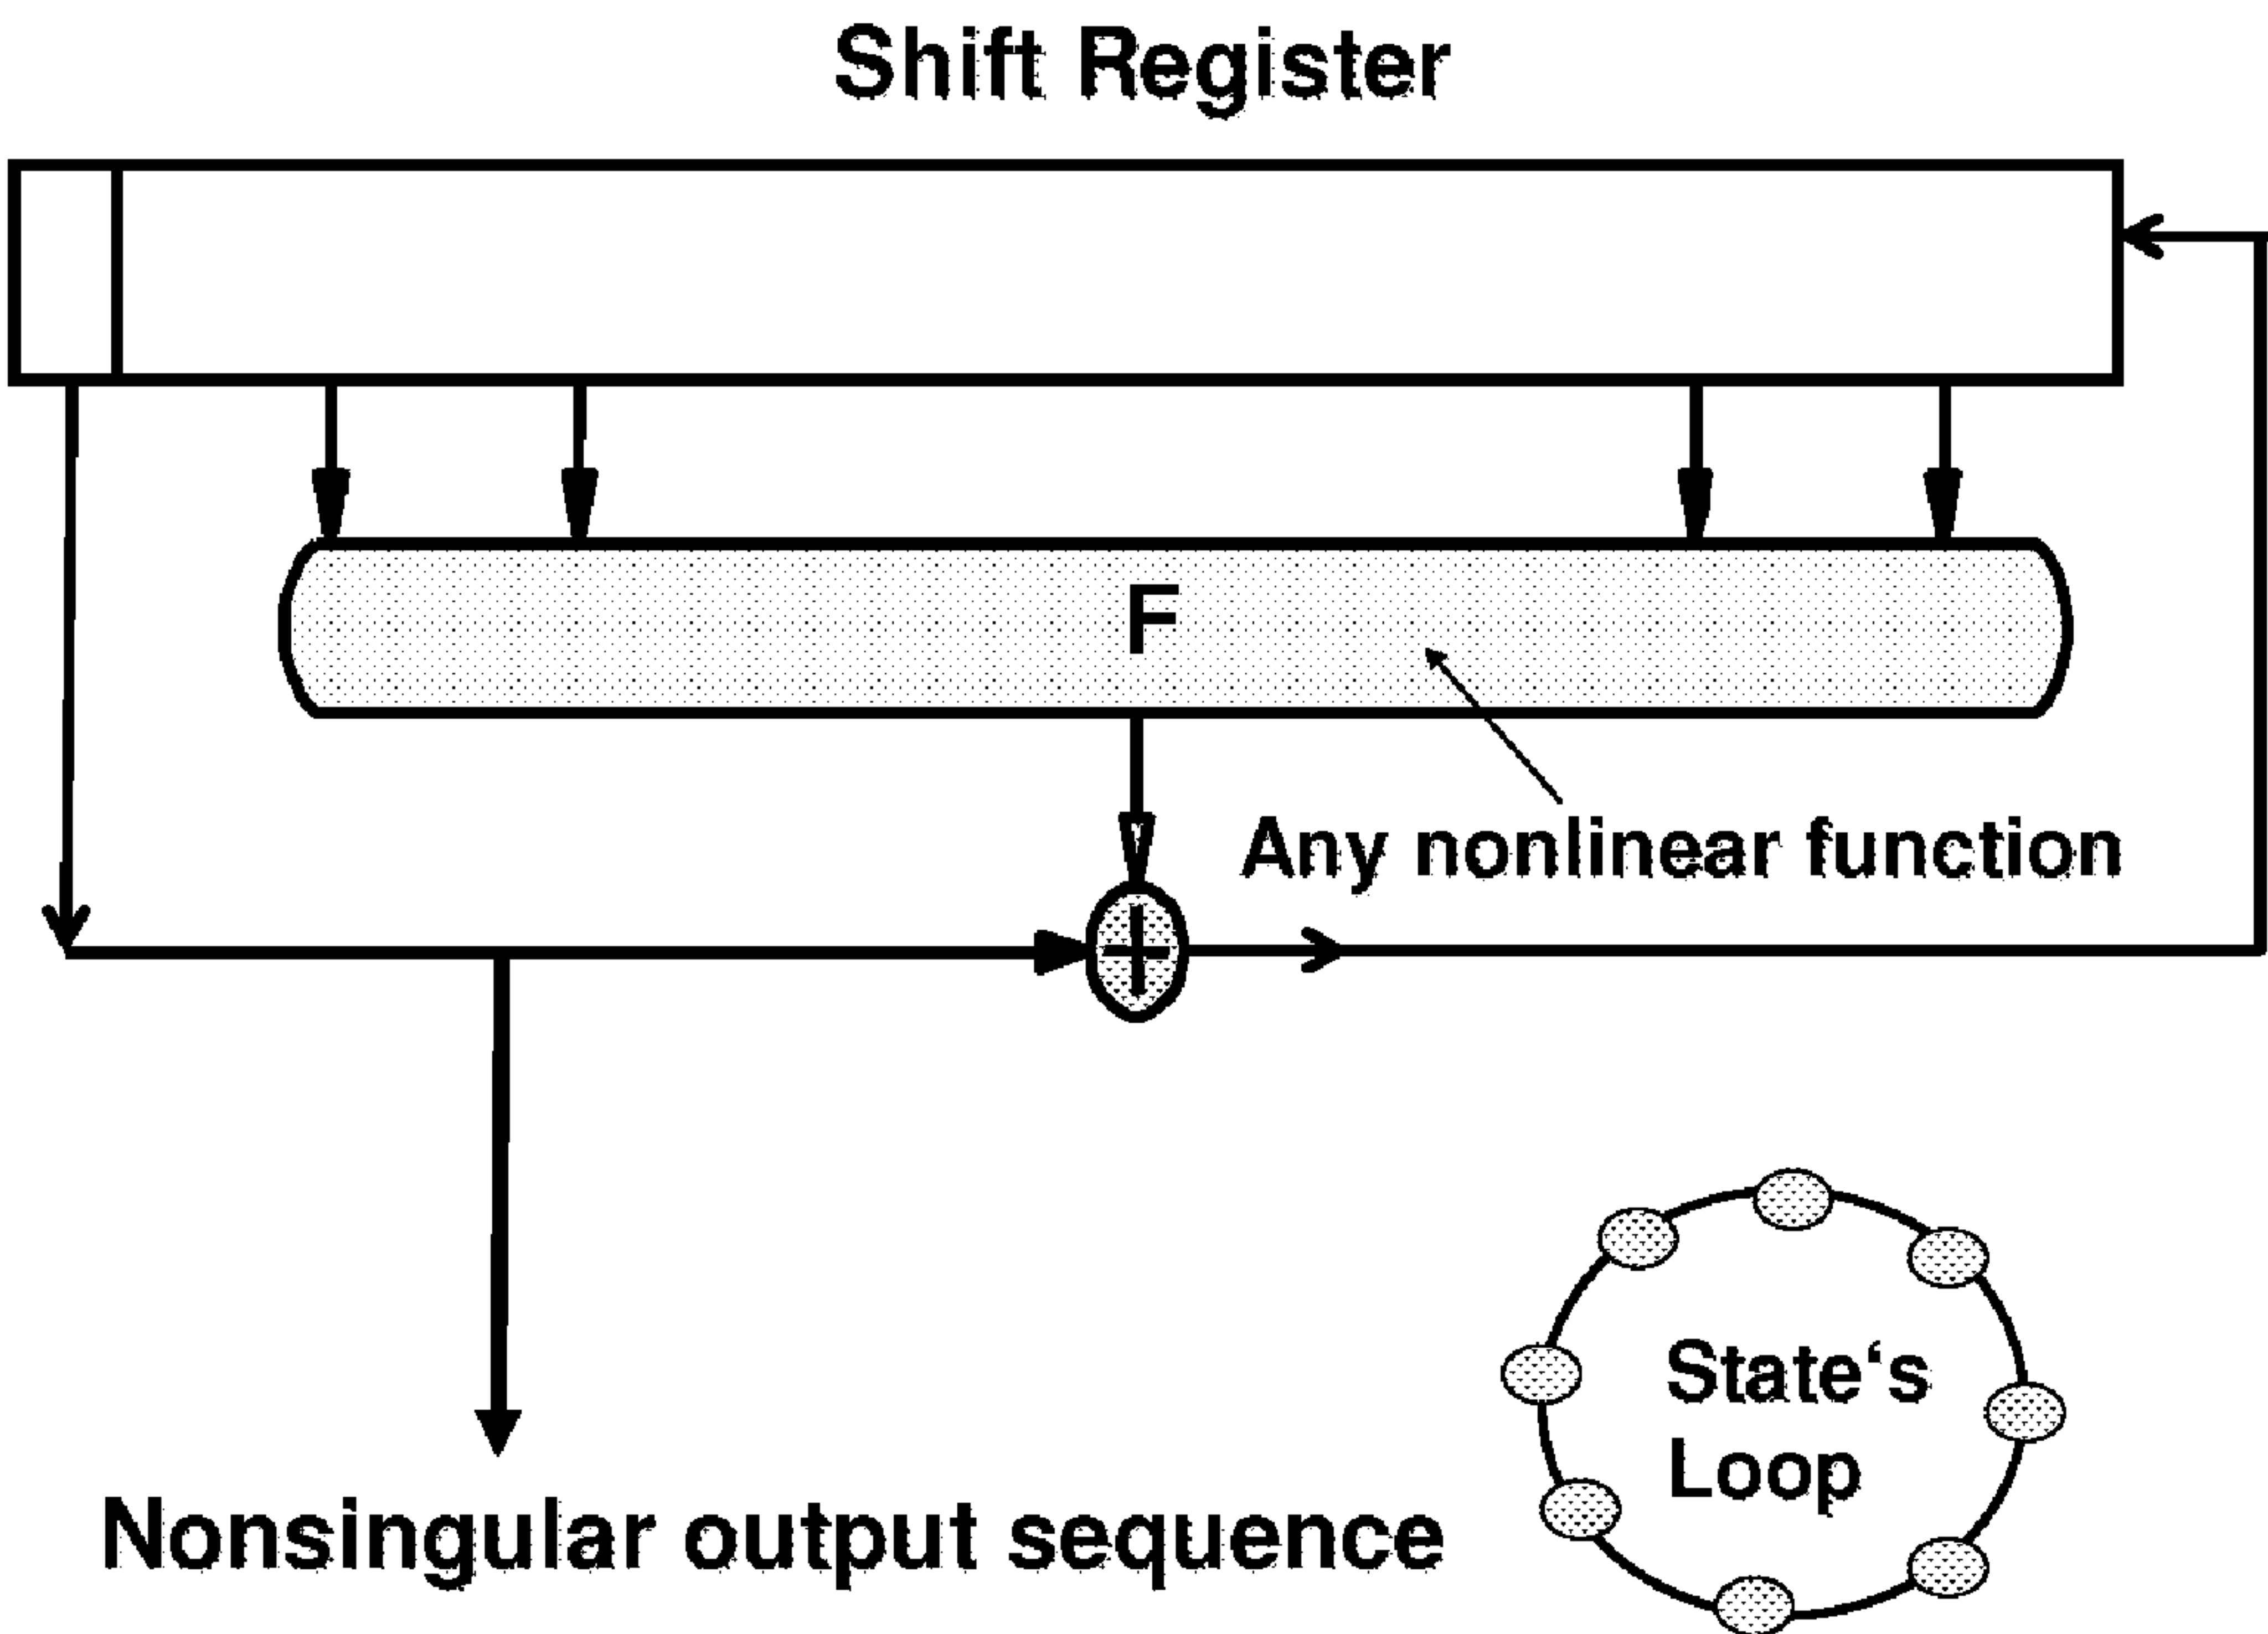 Shift Register
F
Any nonlinear function
State‘s
Loop
Nonsingular output sequence